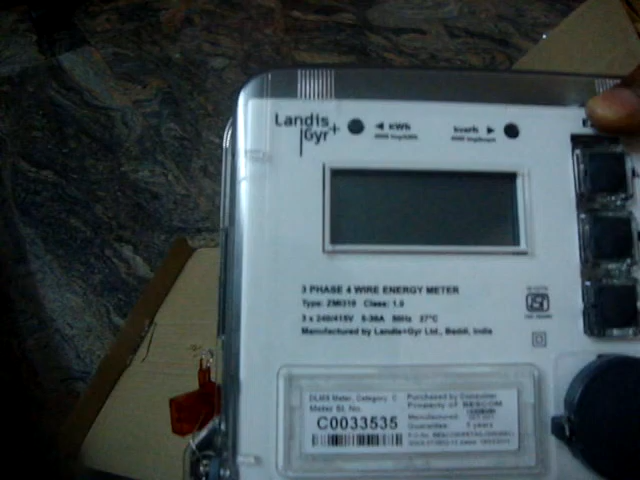 Landis
Gyr+
◄ kWh
kvarh ►
3 PHASE 4 WIRE ENERGY METER
Type: ZMI310 Class: 1.0
3 x 240/415V 5-30A 50Hz 27°C
Manufactured by Landis+Gyr Ltd., Baddi, India
DLMS Meter, Category C
Meter Sl. No.
C0033535
Purchased by Consumer
Property of BESCOM
Manufactured
Guarantee: 5 years